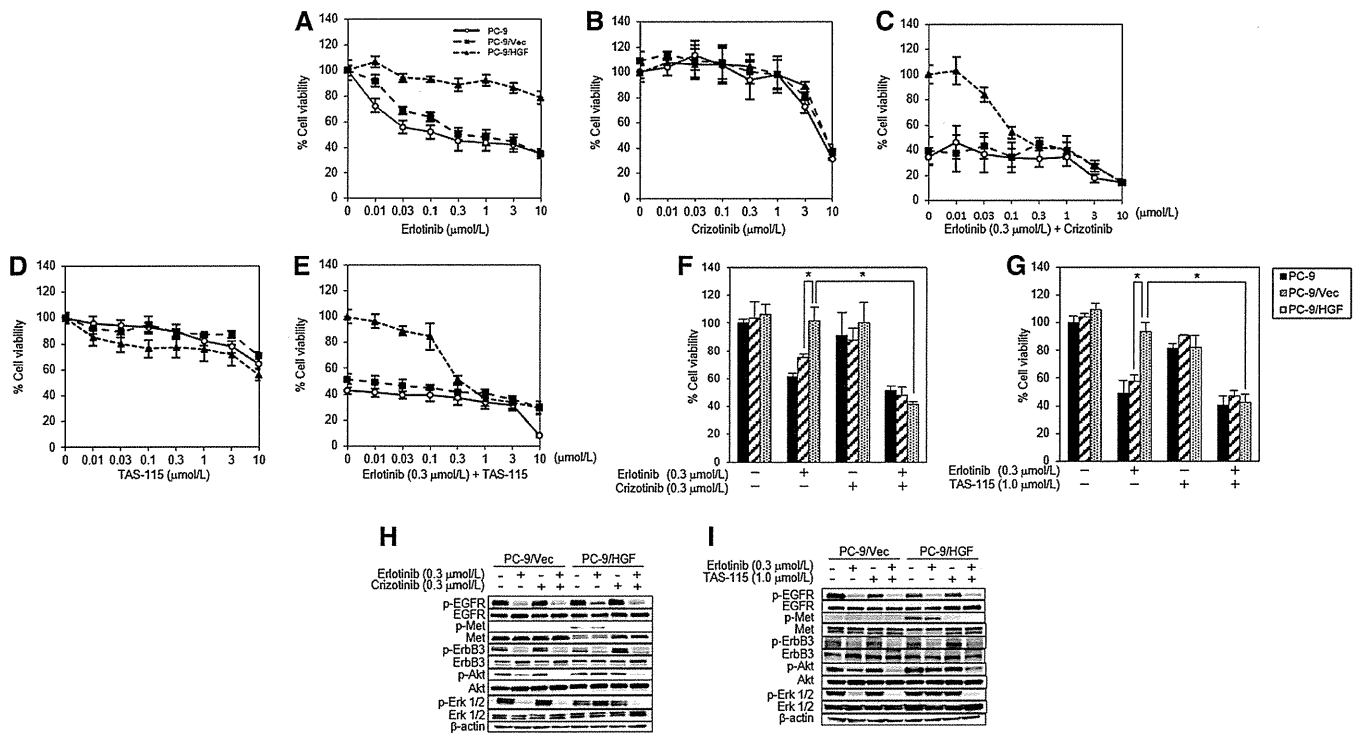 A
140
120
100
80
60
40
20
0
% Cell viability
PC-9
PC-9/Vec
PC-9/HGF
0 0.01 0.03 0.1 0.3 1 3 10
Erlotinib (μmol/L)
B
140
120
100
80
60
40
20
0
% Cell viability
0 0.01 0.03 0.1 0.3 1 3 10
Crizotinib (μmol/L)
C
140
120
100
80
60
40
20
0
% Cell viability
0 0.01 0.03 0.1 0.3 1 3 10 (μmol/L)
Erlotinib (0.3 μmol/L) + Crizotinib
D
140
120
100
80
60
40
20
0
% Cell viability
0 0.01 0.03 0.1 0.3 1 3 10
TAS-115 (μmol/L)
E
140
120
100
80
60
40
20
0
% Cell viability
0 0.01 0.03 0.1 0.3 1 3 10 (μmol/L)
Erlotinib (0.3 μmol/L) + TAS-115
F
140
120
100
80
60
40
20
0
% Cell viability
* *
Erlotinib (0.3 μmol/L) − + − +
Crizotinib (0.3 μmol/L) − − + +
G
140
120
100
80
60
40
20
0
% Cell viability
* *
Erlotinib (0.3 μmol/L) − + − +
TAS-115 (1.0 μmol/L) − − + +
PC-9
PC-9/Vec
PC-9/HGF
H
PC-9/Vec PC-9/HGF
Erlotinib (0.3 μmol/L) − + − + − + − +
Crizotinib (0.3 μmol/L) − − + + − − + +
p-EGFR
EGFR
p-Met
Met
p-ErbB3
ErbB3
p-Akt
Akt
p-Erk 1/2
Erk 1/2
β-actin
I
PC-9/Vec PC-9/HGF
Erlotinib (0.3 μmol/L) − + − + − + − +
TAS-115 (1.0 μmol/L) − − + + − − + +
p-EGFR
EGFR
p-Met
Met
p-ErbB3
ErbB3
p-Akt
Akt
p-Erk 1/2
Erk 1/2
β-actin